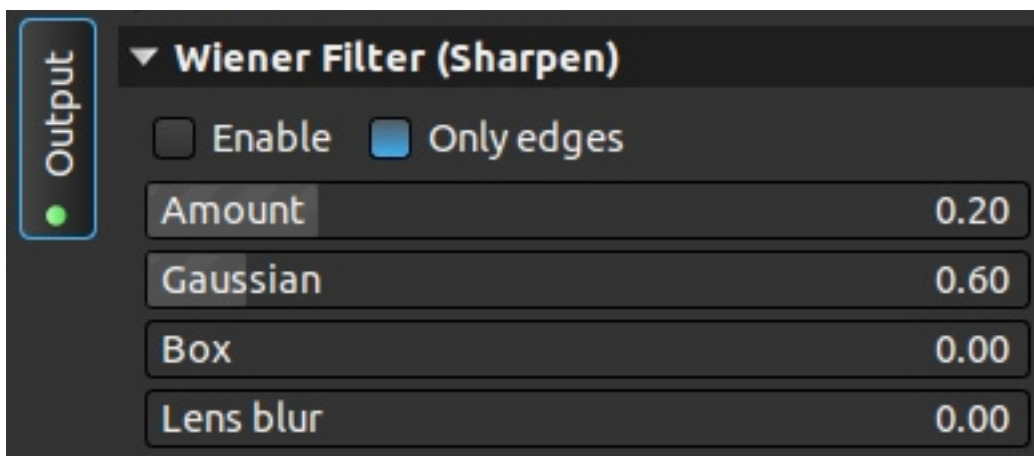 Output
Wiener Filter (Sharpen)
Enable Only edges
Amount 0.20
Gaussian 0.60
Box 0.00
Lens blur 0.00